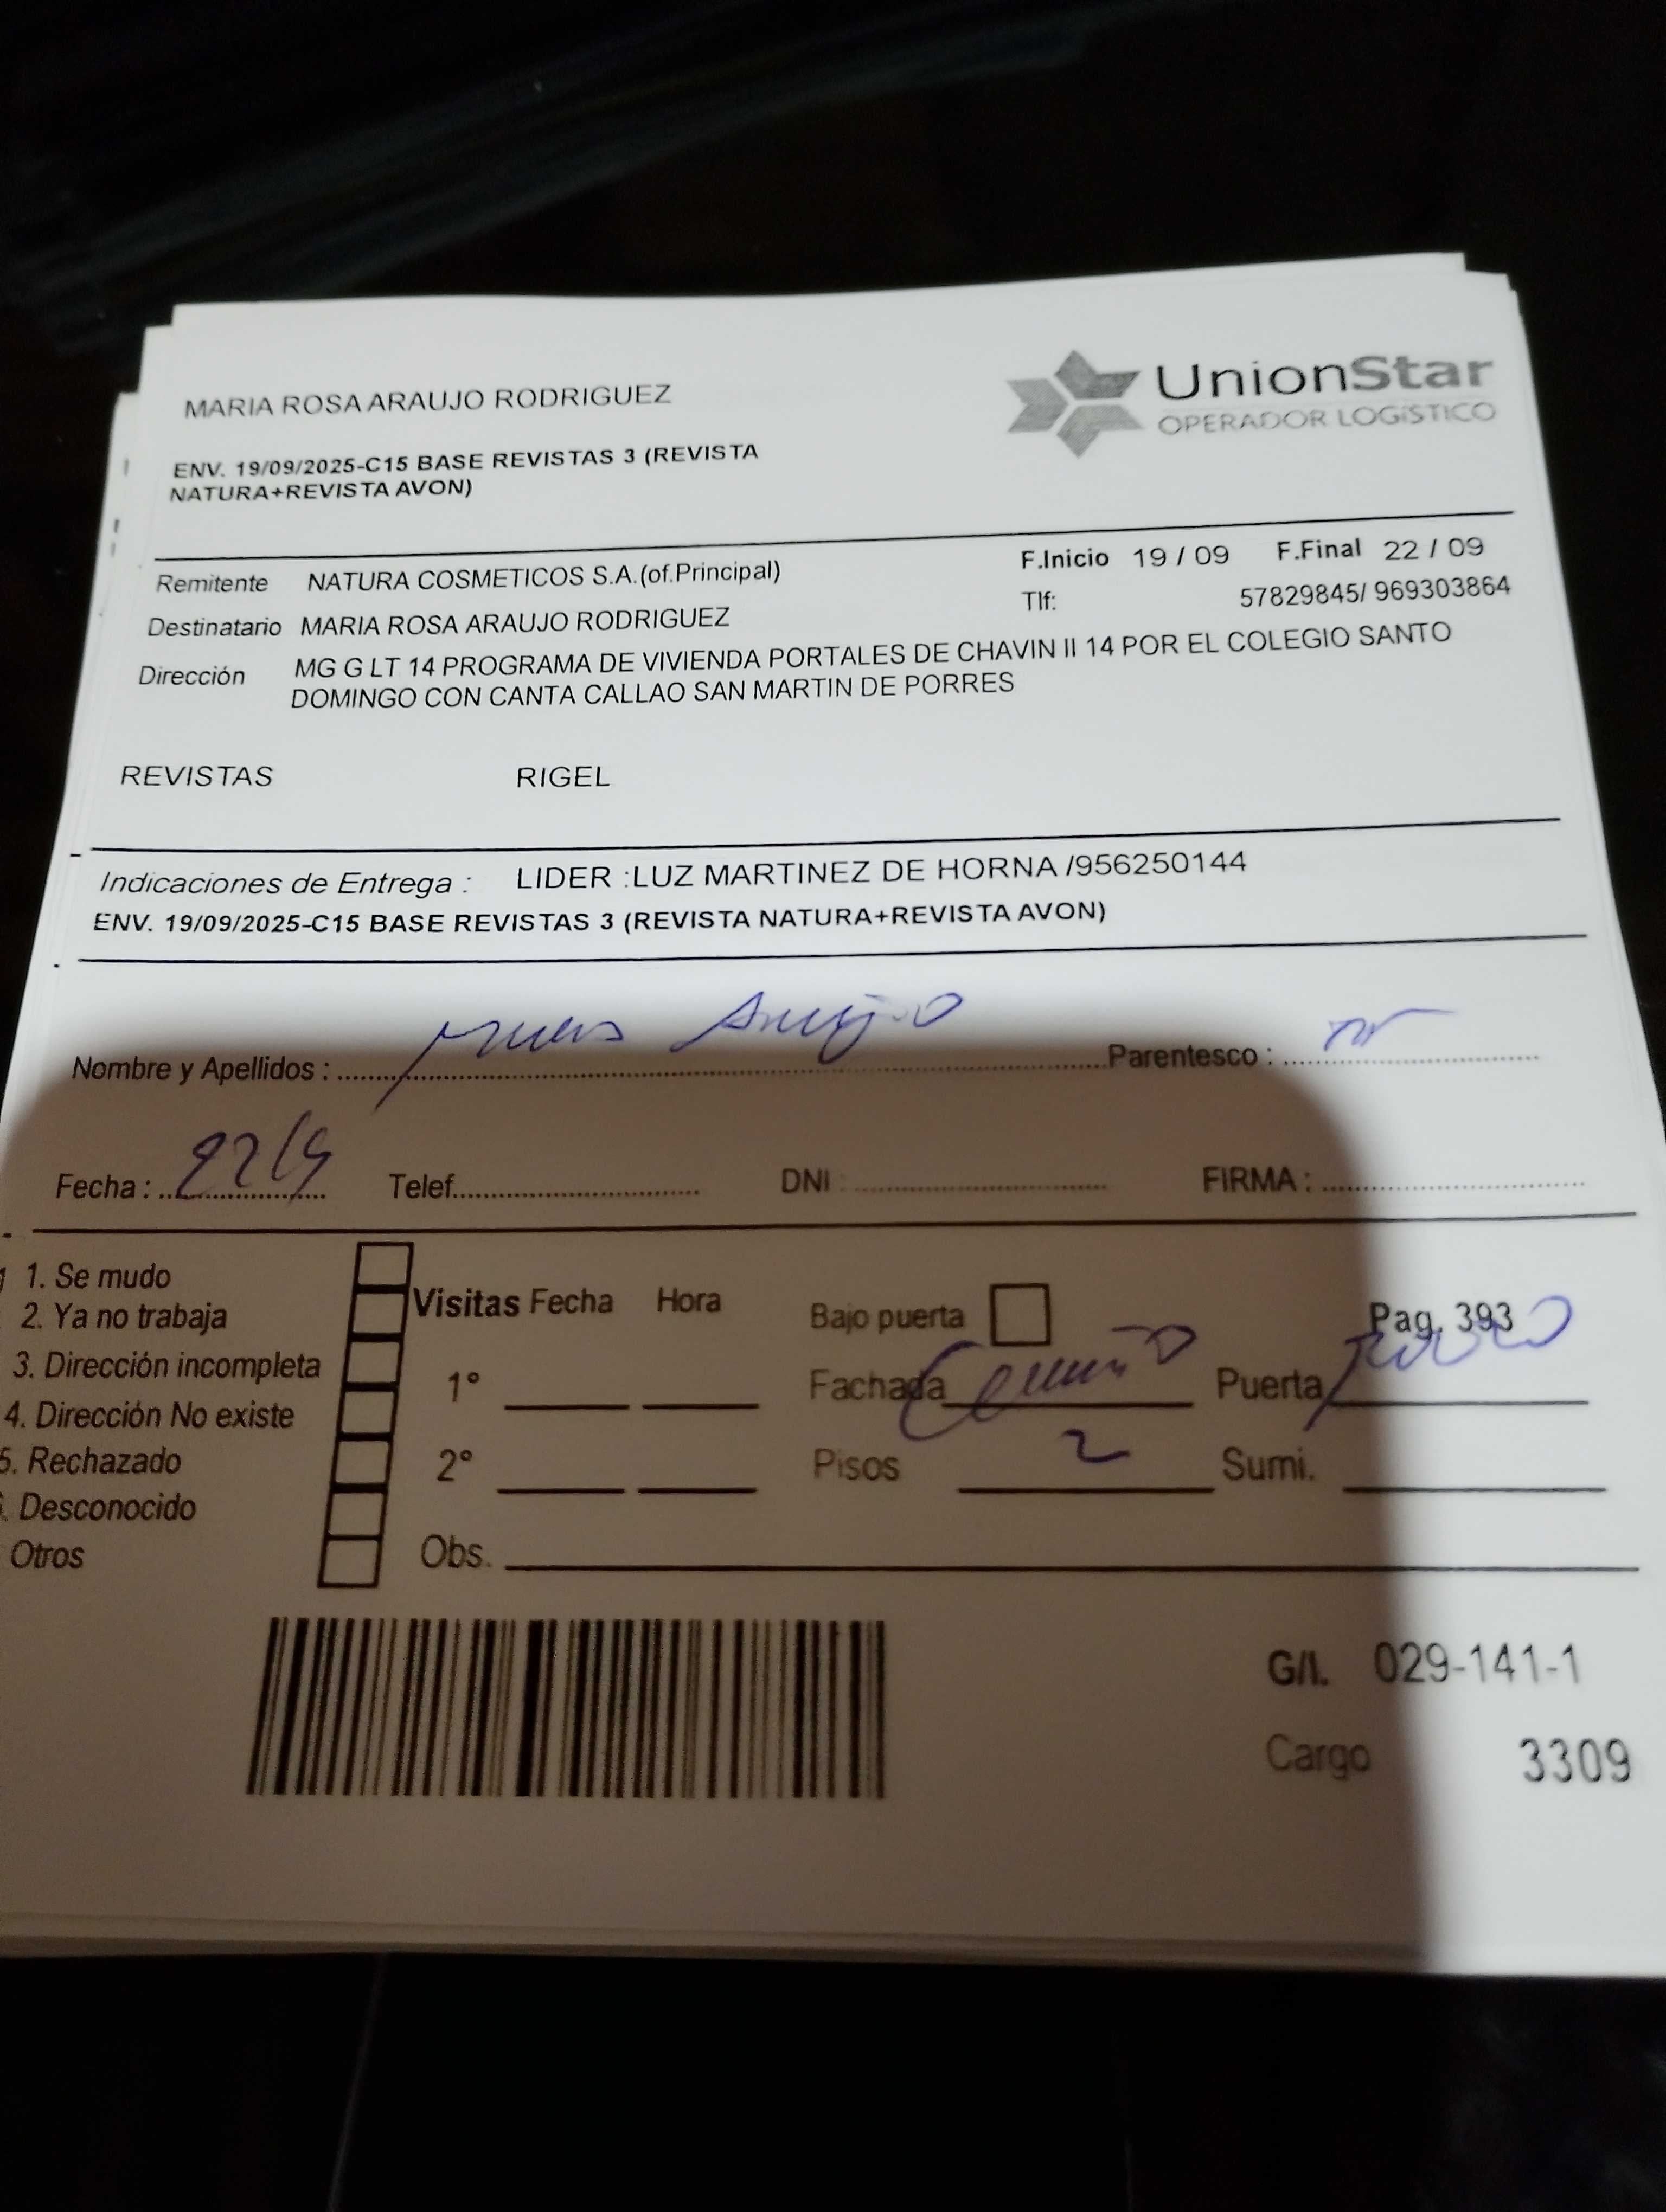 MARIA ROSA ARAUJO RODRIGUEZ
UnionStar
OPERADOR LOGÍSTICO
ENV. 19/09/2025-C15 BASE REVISTAS 3 (REVISTA
NATURA+REVISTA AVON)
Remitente NATURA COSMETICOS S.A.(of.Principal) F.Inicio 19 / 09 F.Final 22 / 09
Destinatario MARIA ROSA ARAUJO RODRIGUEZ Tlf: 57829845/ 969303864
Dirección MG G LT 14 PROGRAMA DE VIVIENDA PORTALES DE CHAVIN II 14 POR EL COLEGIO SANTO
DOMINGO CON CANTA CALLAO SAN MARTIN DE PORRES
REVISTAS RIGEL
Indicaciones de Entrega : LIDER :LUZ MARTINEZ DE HORNA /956250144
ENV. 19/09/2025-C15 BASE REVISTAS 3 (REVISTA NATURA+REVISTA AVON)
Nombre y Apellidos : Araujo Parentesco :
Fecha : 22/9 Telef. DNI : FIRMA :
1. Se mudo
2. Ya no trabaja
3. Dirección incompleta
4. Dirección No existe
5. Rechazado
. Desconocido
Otros
Visitas Fecha Hora
1°
2°
Obs.
Bajo puerta Pag. 393
Fachada Puerta
Pisos 2 Sumi.
G/I. 029-141-1
Cargo 3309